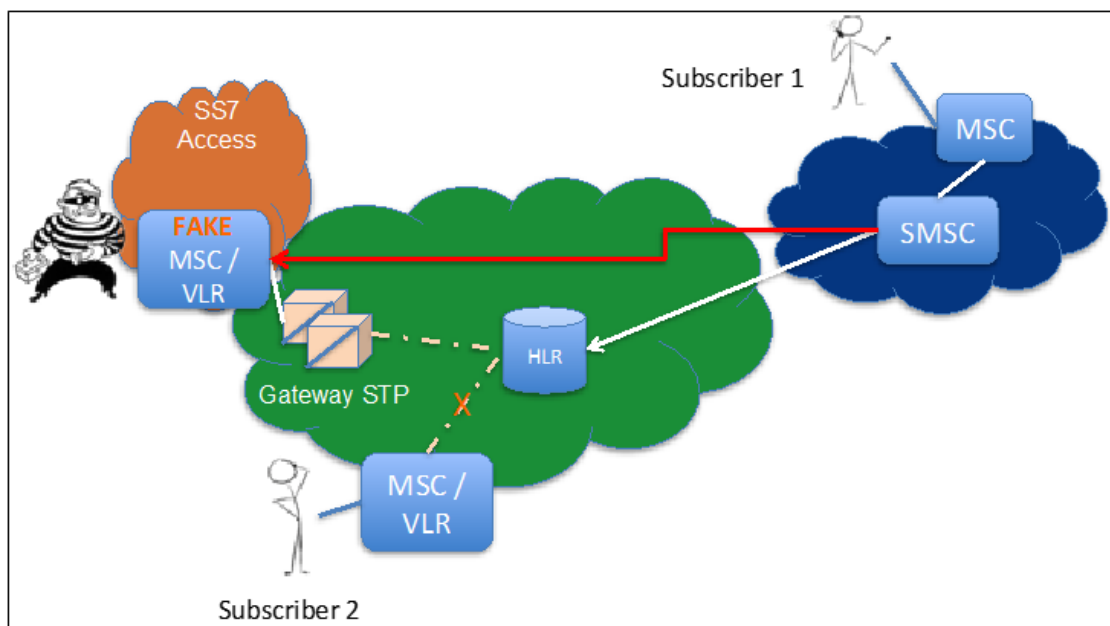 Subscriber 1
SS7
Access
MSC
FAKE
MSC /
VLR
SMSC
HLR
Gateway STP
X
MSC /
VLR
Subscriber 2